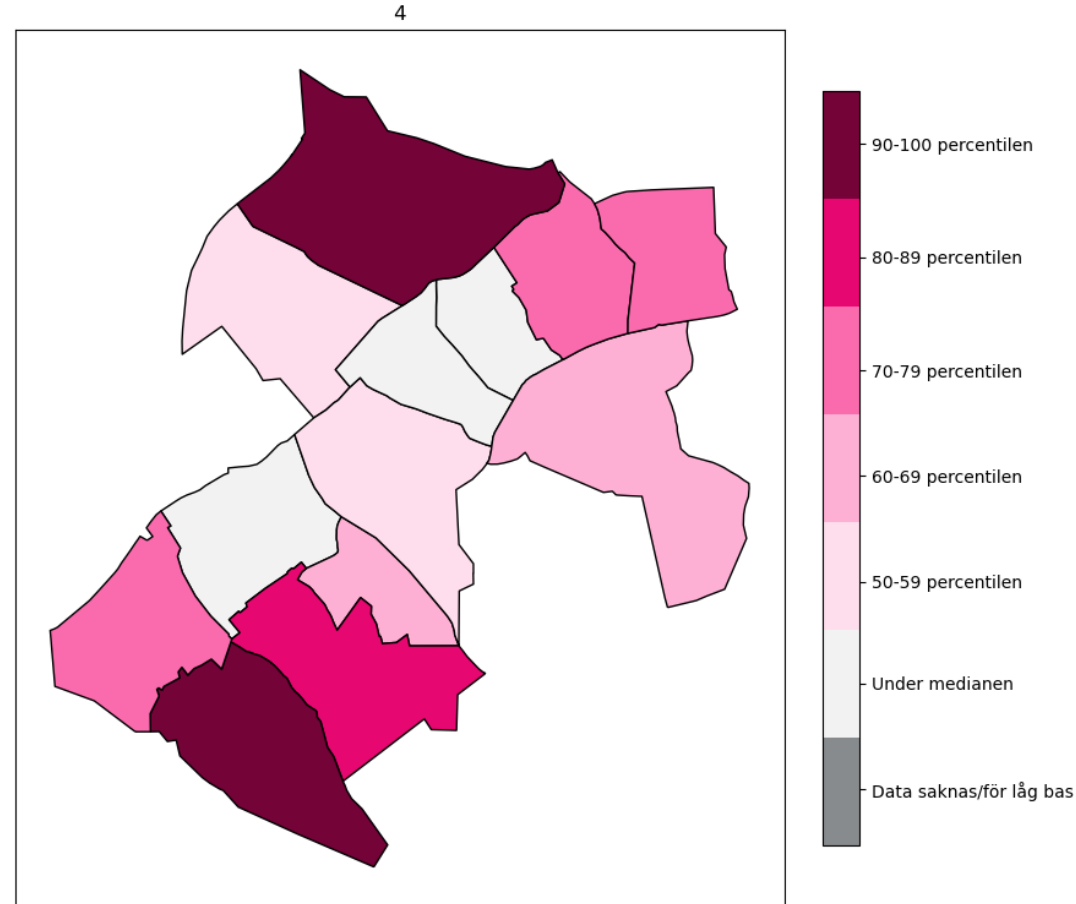 4
90-100 percentilen
80-89 percentilen
70-79 percentilen
60-69 percentilen
50-59 percentilen
Under medianen
Data saknas/för låg bas